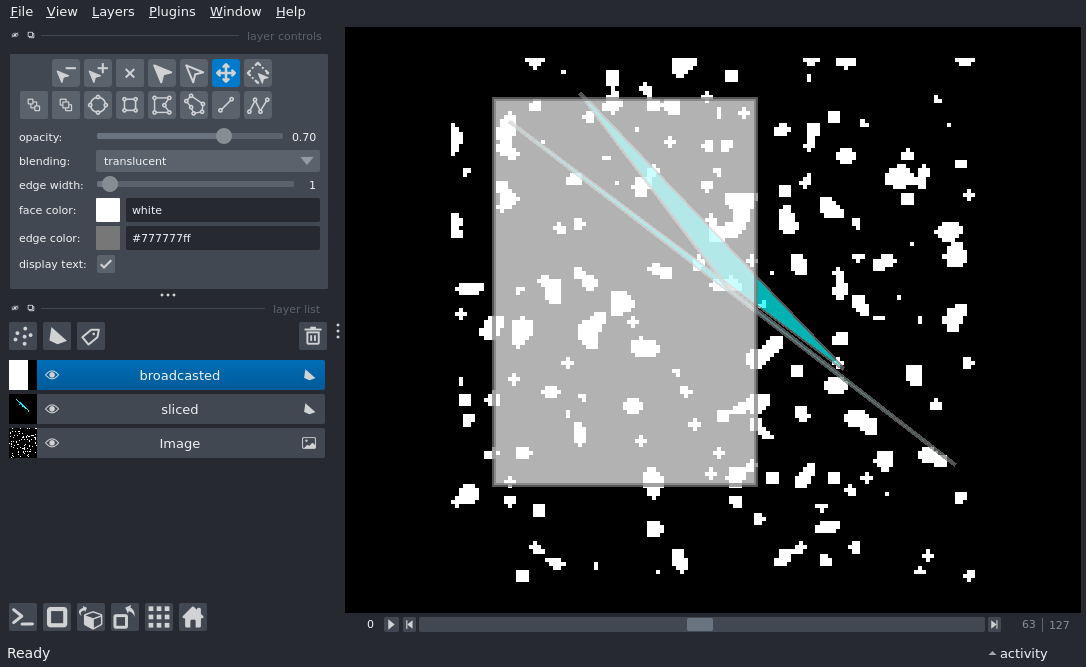 File View Layers Plugins Window Help
layer controls
opacity: 0.70
blending: translucent
edge width: 1
face color: white
edge color: #777777ff
display text:
layer list
broadcasted
sliced
Image
0 63 | 127
Ready activity